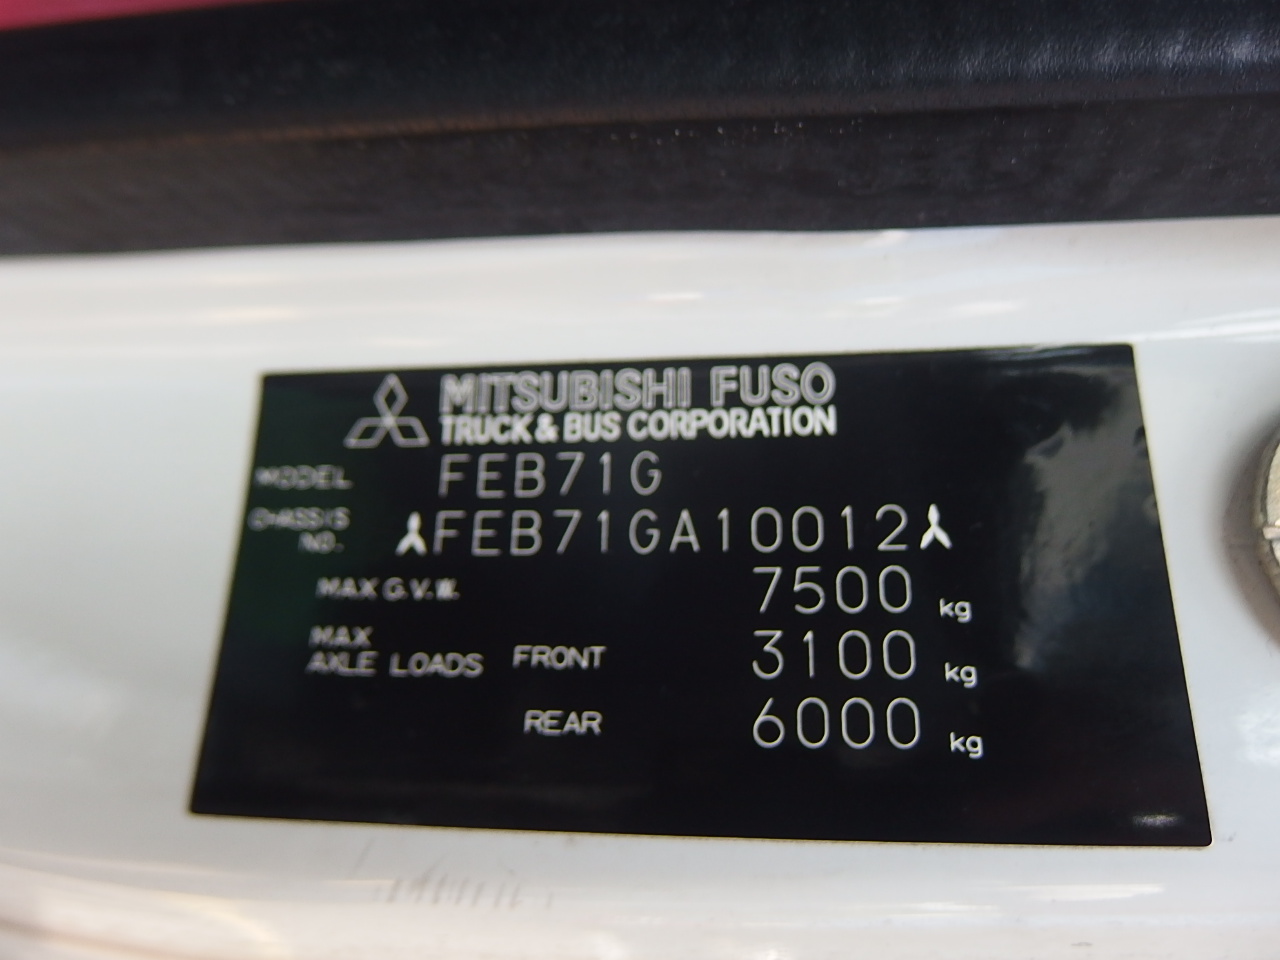 MITSUBISHI FUSO
TRUCK & BUS CORPORATION
MODEL FEB71G
CHASSIS NO. FEB71GA10012
MAX G.V.W. 7500 kg
MAX AXLE LOADS FRONT 3100 kg
REAR 6000 kg